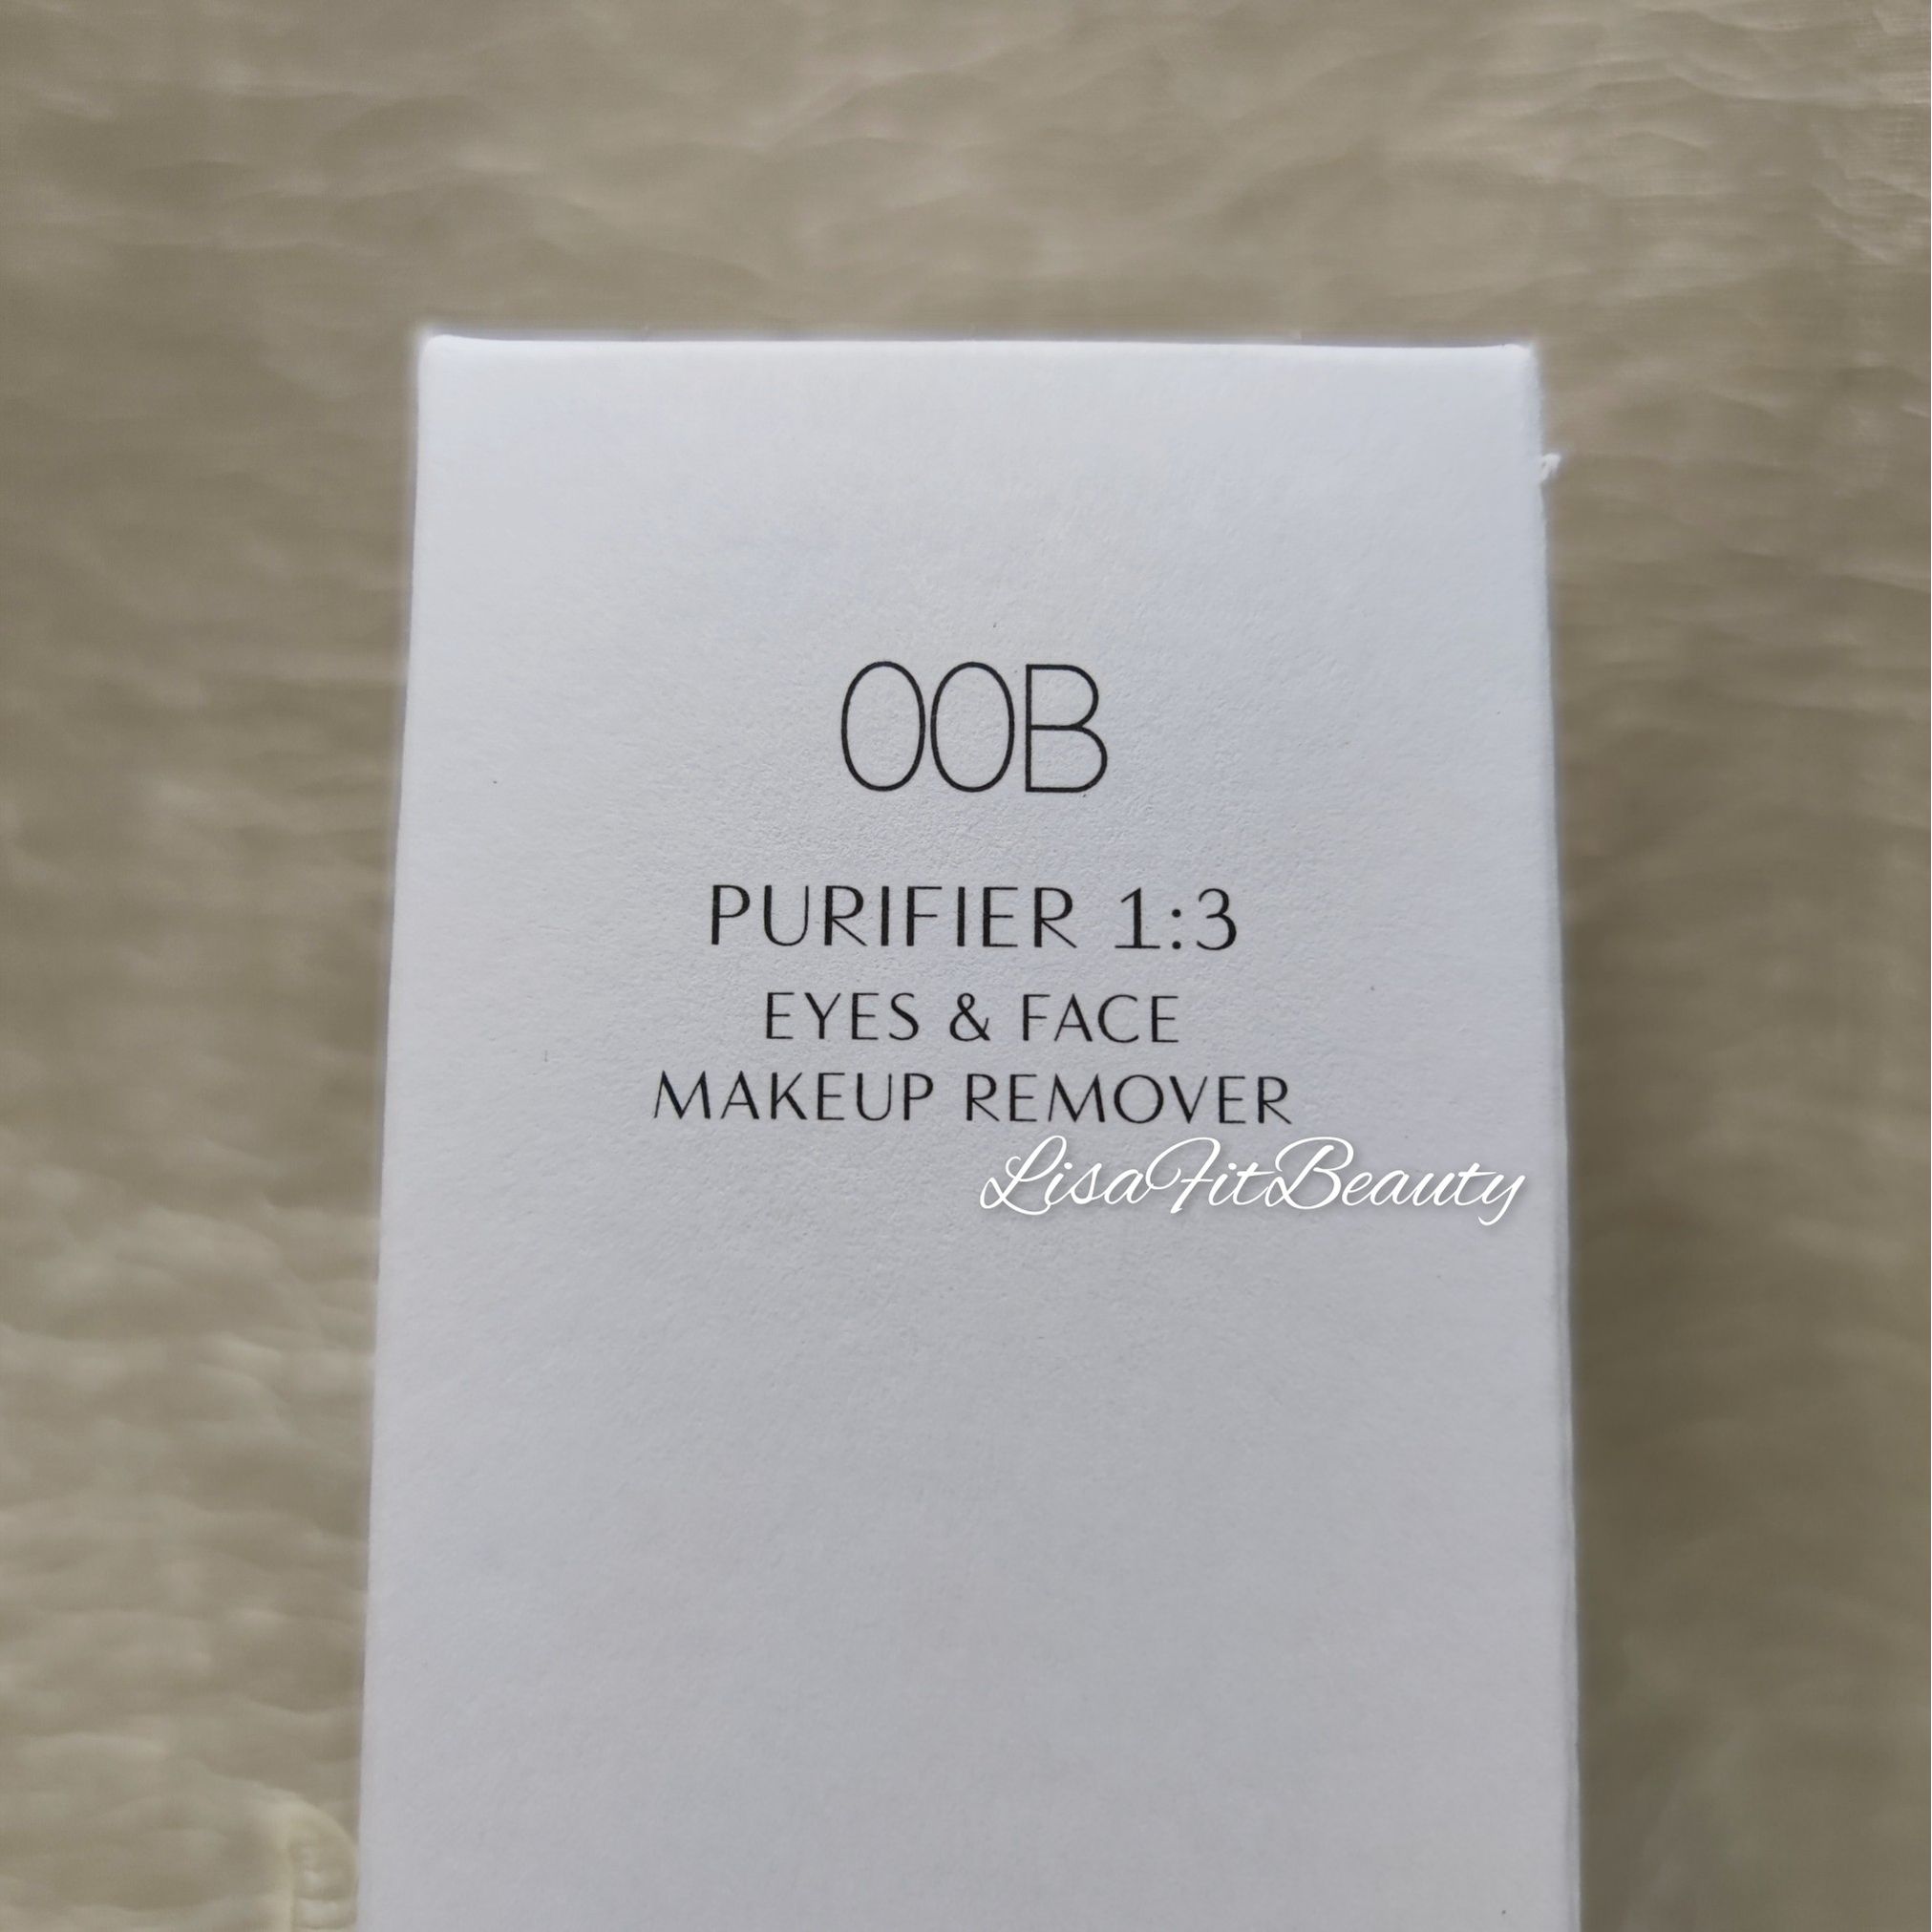 OOB
PURIFIER 1:3
EYES & FACE
MAKEUP REMOVER
LisaFitBeauty